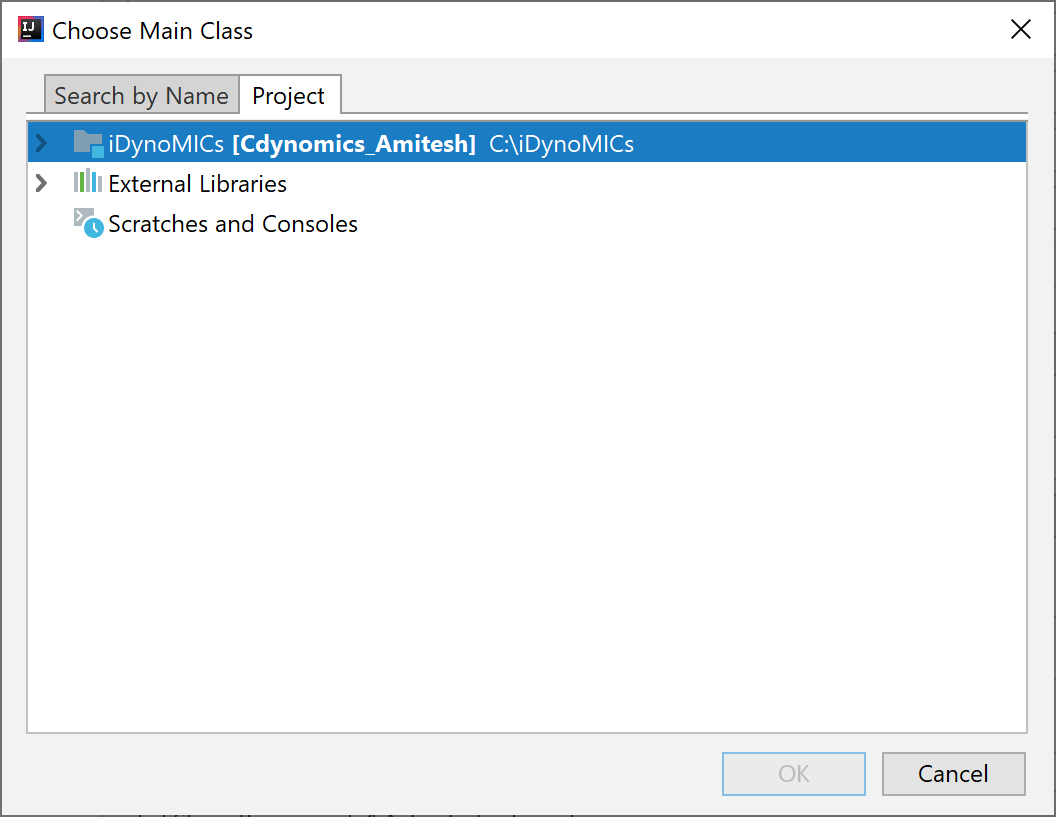 Choose Main Class
Search by Name Project
iDynoMICs [Cdynomics_Amitesh] C:\iDynoMICs
External Libraries
Scratches and Consoles
OK Cancel